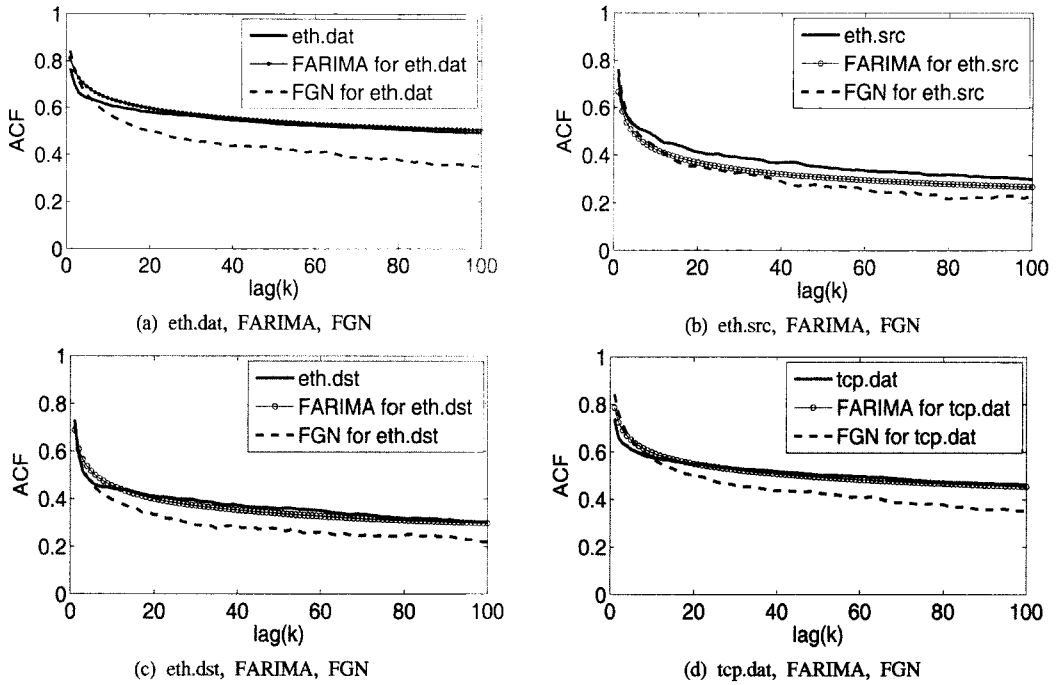 1
0.8
0.6
0.4
0.2
0
ACF
eth.dat
FARIMA for eth.dat
FGN for eth.dat
0 20 40 60 80 100
lag(k)
(a) eth.dat, FARIMA, FGN
1
0.8
0.6
0.4
0.2
0
ACF
eth.src
FARIMA for eth.src
FGN for eth.src
0 20 40 60 80 100
lag(k)
(b) eth.src, FARIMA, FGN
1
0.8
0.6
0.4
0.2
0
ACF
eth.dst
FARIMA for eth.dst
FGN for eth.dst
0 20 40 60 80 100
lag(k)
(c) eth.dst, FARIMA, FGN
1
0.8
0.6
0.4
0.2
0
ACF
tcp.dat
FARIMA for tcp.dat
FGN for tcp.dat
0 20 40 60 80 100
lag(k)
(d) tcp.dat, FARIMA, FGN